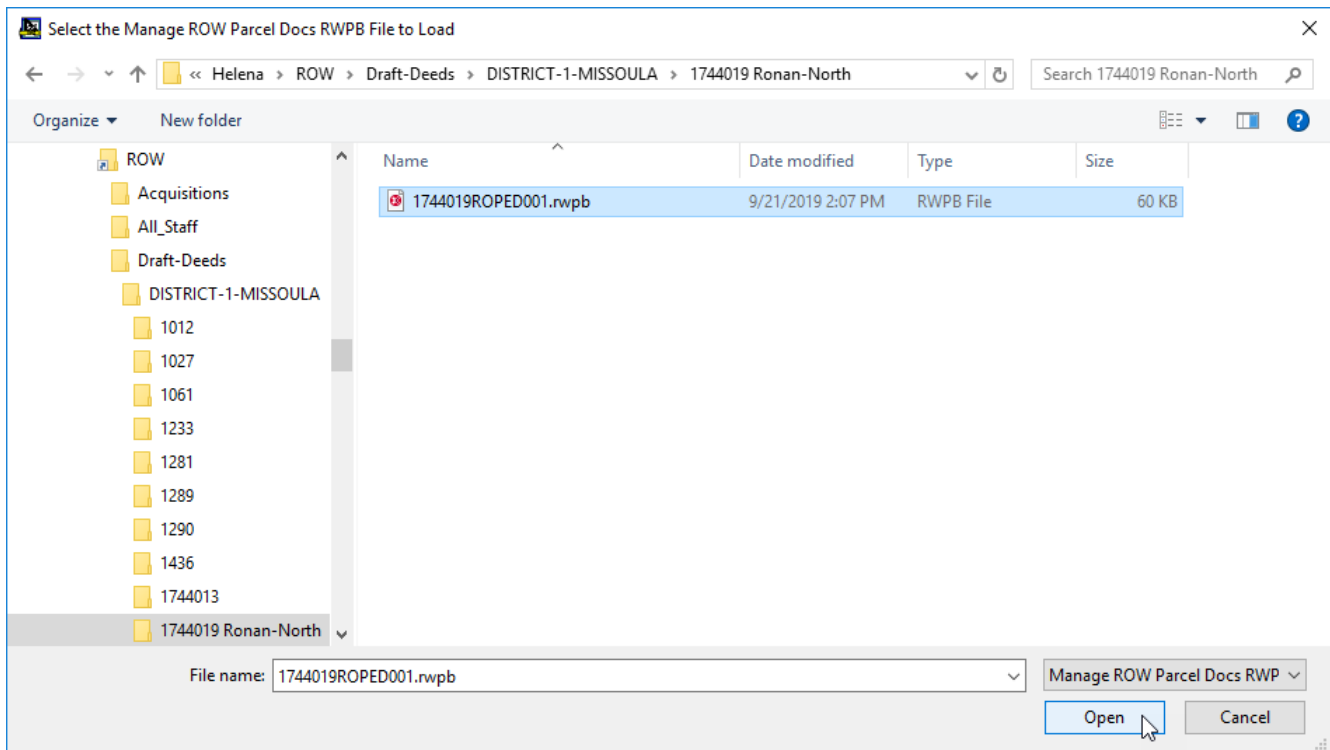 Select the Manage ROW Parcel Docs RWPB File to Load
« Helena > ROW > Draft-Deeds > DISTRICT-1-MISSOULA > 1744019 Ronan-North
Search 1744019 Ronan-North
Organize
New folder
ROW
Acquisitions
All_Staff
Draft-Deeds
DISTRICT-1-MISSOULA
1012
1027
1061
1233
1281
1289
1290
1436
1744013
1744019 Ronan-North
Name Date modified Type Size
1744019ROPED001.rwpb 9/21/2019 2:07 PM RWPB File 60 KB
File name: 1744019ROPED001.rwpb
Manage ROW Parcel Docs RWP
Open Cancel